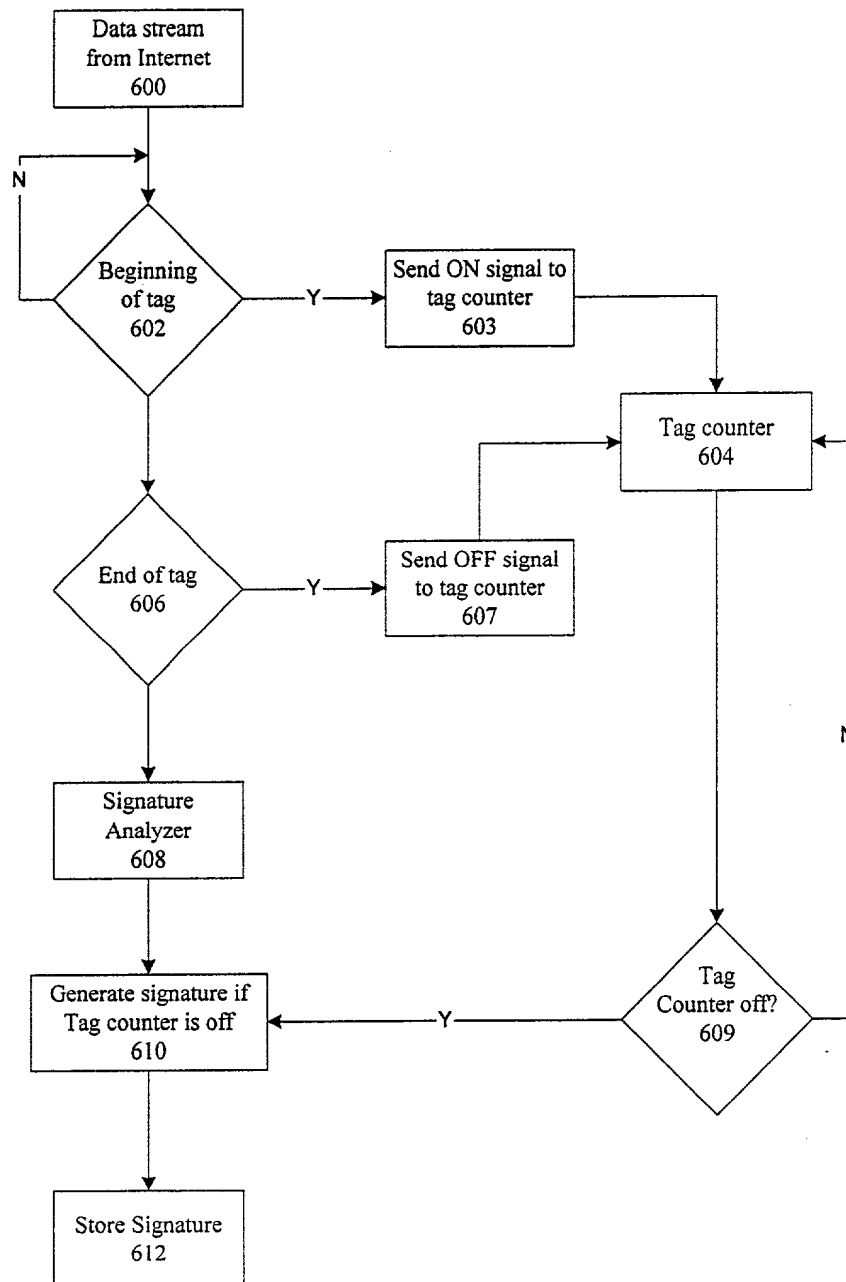 Data stream
from Internet
600
N
Beginning
of tag
602
Y
Send ON signal to
tag counter
603
Tag counter
604
End of tag
606
Y
Send OFF signal
to tag counter
607
N
Signature
Analyzer
608
Tag
Counter off?
609
Y
Generate signature if
Tag counter is off
610
Store Signature
612